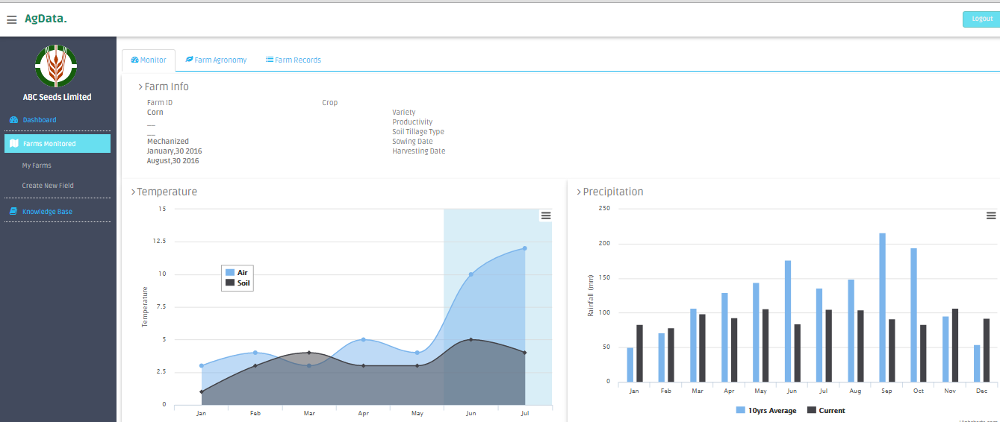 AgData.
Logout
ABC Seeds Limited
Dashboard
Farms Monitored
My Farms
Create New Field
Knowledge Base
Monitor Farm Agronomy Farm Records
Farm Info
Farm ID Crop
Corn Variety
__ Productivity
__ Soil Tillage Type
Mechanized Sowing Date
January,30 2016 Harvesting Date
August,30 2016
Temperature
15
12.5
10
7.5
5
2.5
0
Temperature
Air
Soil
Jan Feb Mar Apr May Jun Jul
Precipitation
250
200
150
100
50
0
Rainfall (mm)
Jan Feb Mar Apr May Jun Jul Aug Sep Oct Nov Dec
10yrs Average Current